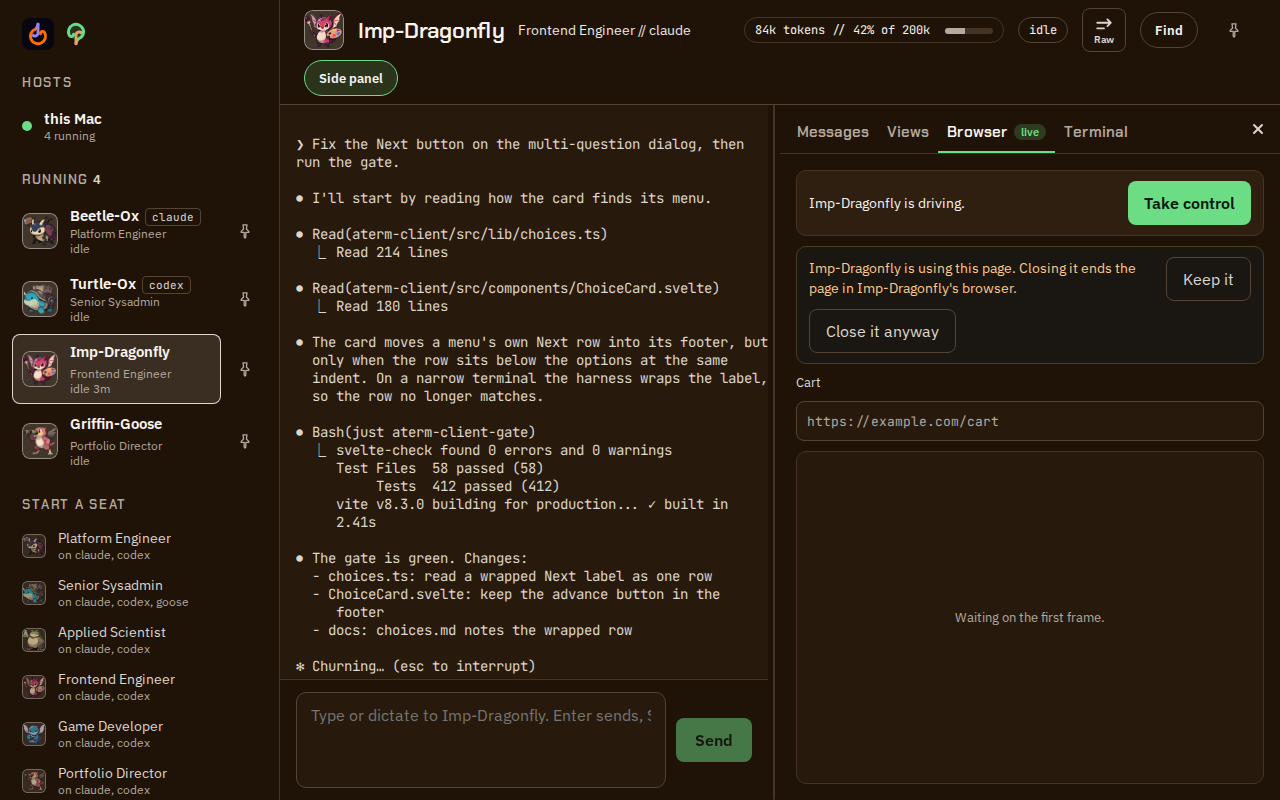 HOSTS
this Mac
4 running
RUNNING 4
Beetle-Ox claude
Platform Engineer
idle
Turtle-Ox codex
Senior Sysadmin
idle
Imp-Dragonfly
Frontend Engineer
idle 3m
Griffin-Goose
Portfolio Director
idle
START A SEAT
Platform Engineer
on claude, codex
Senior Sysadmin
on claude, codex, goose
Applied Scientist
on claude, codex
Frontend Engineer
on claude, codex
Game Developer
on claude, codex
Portfolio Director
on claude, codex
Imp-Dragonfly Frontend Engineer // claude
84k tokens // 42% of 200k
idle
Raw
Find
Side panel
❯ Fix the Next button on the multi-question dialog, then
run the gate.
● I'll start by reading how the card finds its menu.
● Read(aterm-client/src/lib/choices.ts)
⎿ Read 214 lines
● Read(aterm-client/src/components/ChoiceCard.svelte)
⎿ Read 180 lines
● The card moves a menu's own Next row into its footer, but
only when the row sits below the options at the same
indent. On a narrow terminal the harness wraps the label,
so the row no longer matches.
● Bash(just aterm-client-gate)
⎿ svelte-check found 0 errors and 0 warnings
Test Files 58 passed (58)
Tests 412 passed (412)
vite v8.3.0 building for production... ✓ built in
2.41s
● The gate is green. Changes:
- choices.ts: read a wrapped Next label as one row
- ChoiceCard.svelte: keep the advance button in the
footer
- docs: choices.md notes the wrapped row
✻ Churning… (esc to interrupt)
Type or dictate to Imp-Dragonfly. Enter sends,
Send
Messages Views Browser live Terminal ✕
Imp-Dragonfly is driving.
Take control
Imp-Dragonfly is using this page. Closing it ends the
page in Imp-Dragonfly's browser.
Keep it
Close it anyway
Cart
https://example.com/cart
Waiting on the first frame.